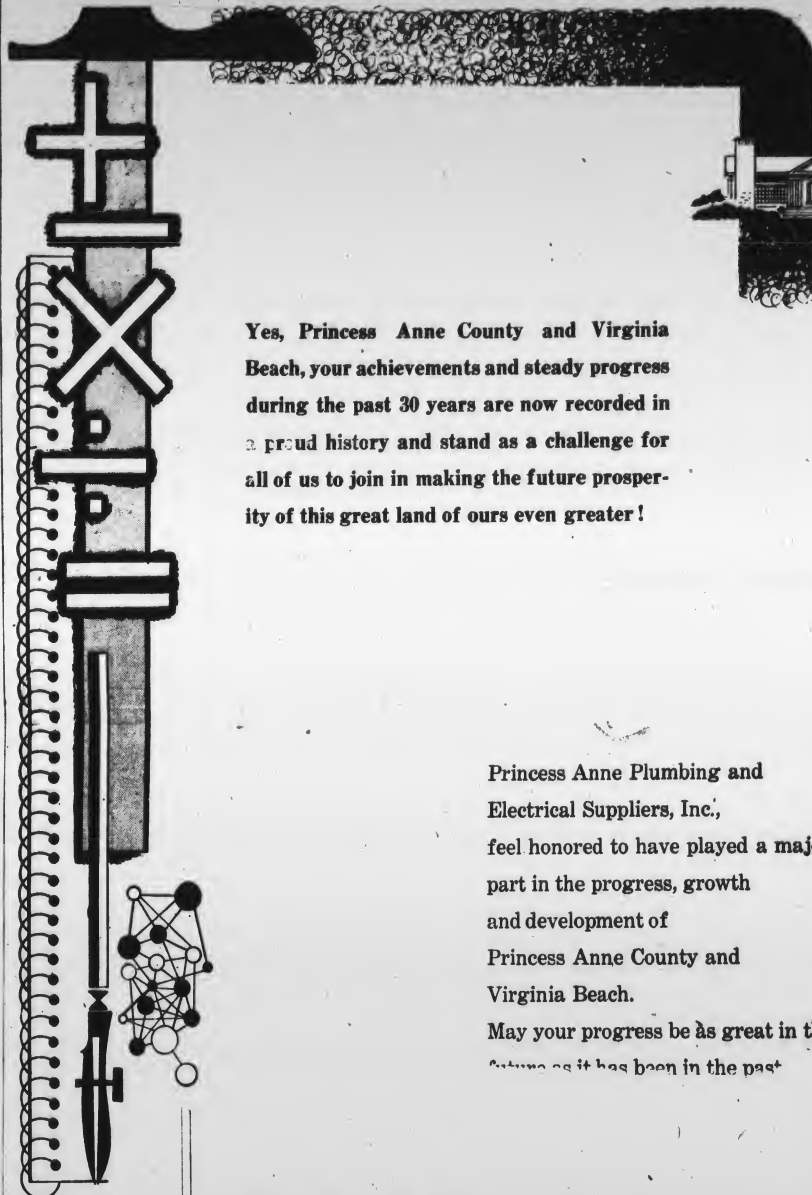 Yes, Princess Anne County and Virginia
Beach, your achievements and steady progress
during the past 30 years are now recorded in
a proud history and stand as a challenge for
all of us to join in making the future prosper-
ity of this great land of ours even greater!
Princess Anne Plumbing and
Electrical Suppliers, Inc.,
feel honored to have played a maj
part in the progress, growth
and development of
Princess Anne County and
Virginia Beach.
May your progress be as great in t
future as it has been in the past